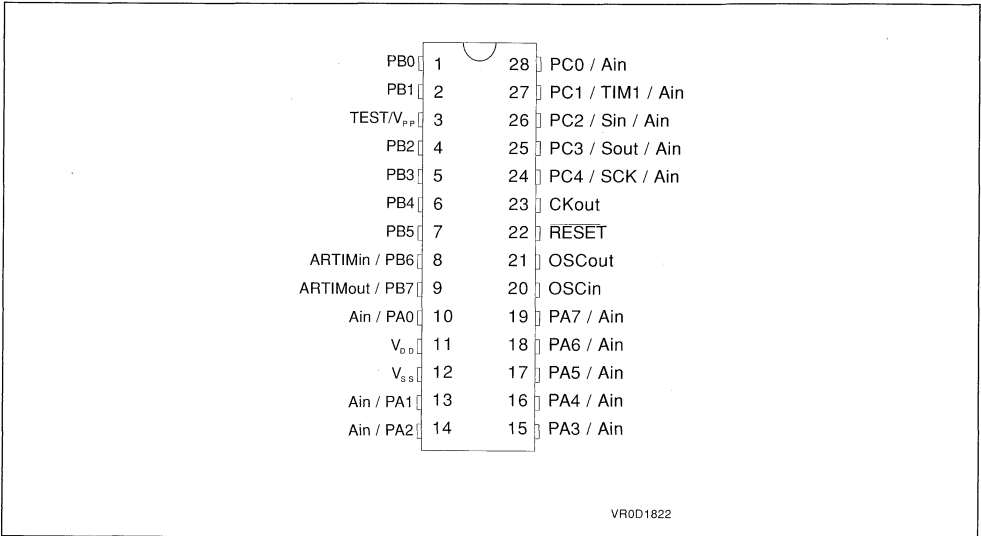 PB0 1 28 PC0 / Ain
PB1 2 27 PC1 / TIM1 / Ain
TEST/VPP 3 26 PC2 / Sin / Ain
PB2 4 25 PC3 / Sout / Ain
PB3 5 24 PC4 / SCK / Ain
PB4 6 23 CKout
PB5 7 22 RESET
ARTIMin / PB6 8 21 OSCout
ARTIMout / PB7 9 20 OSCin
Ain / PA0 10 19 PA7 / Ain
VDD 11 18 PA6 / Ain
VSS 12 17 PA5 / Ain
Ain / PA1 13 16 PA4 / Ain
Ain / PA2 14 15 PA3 / Ain
VR0D1822